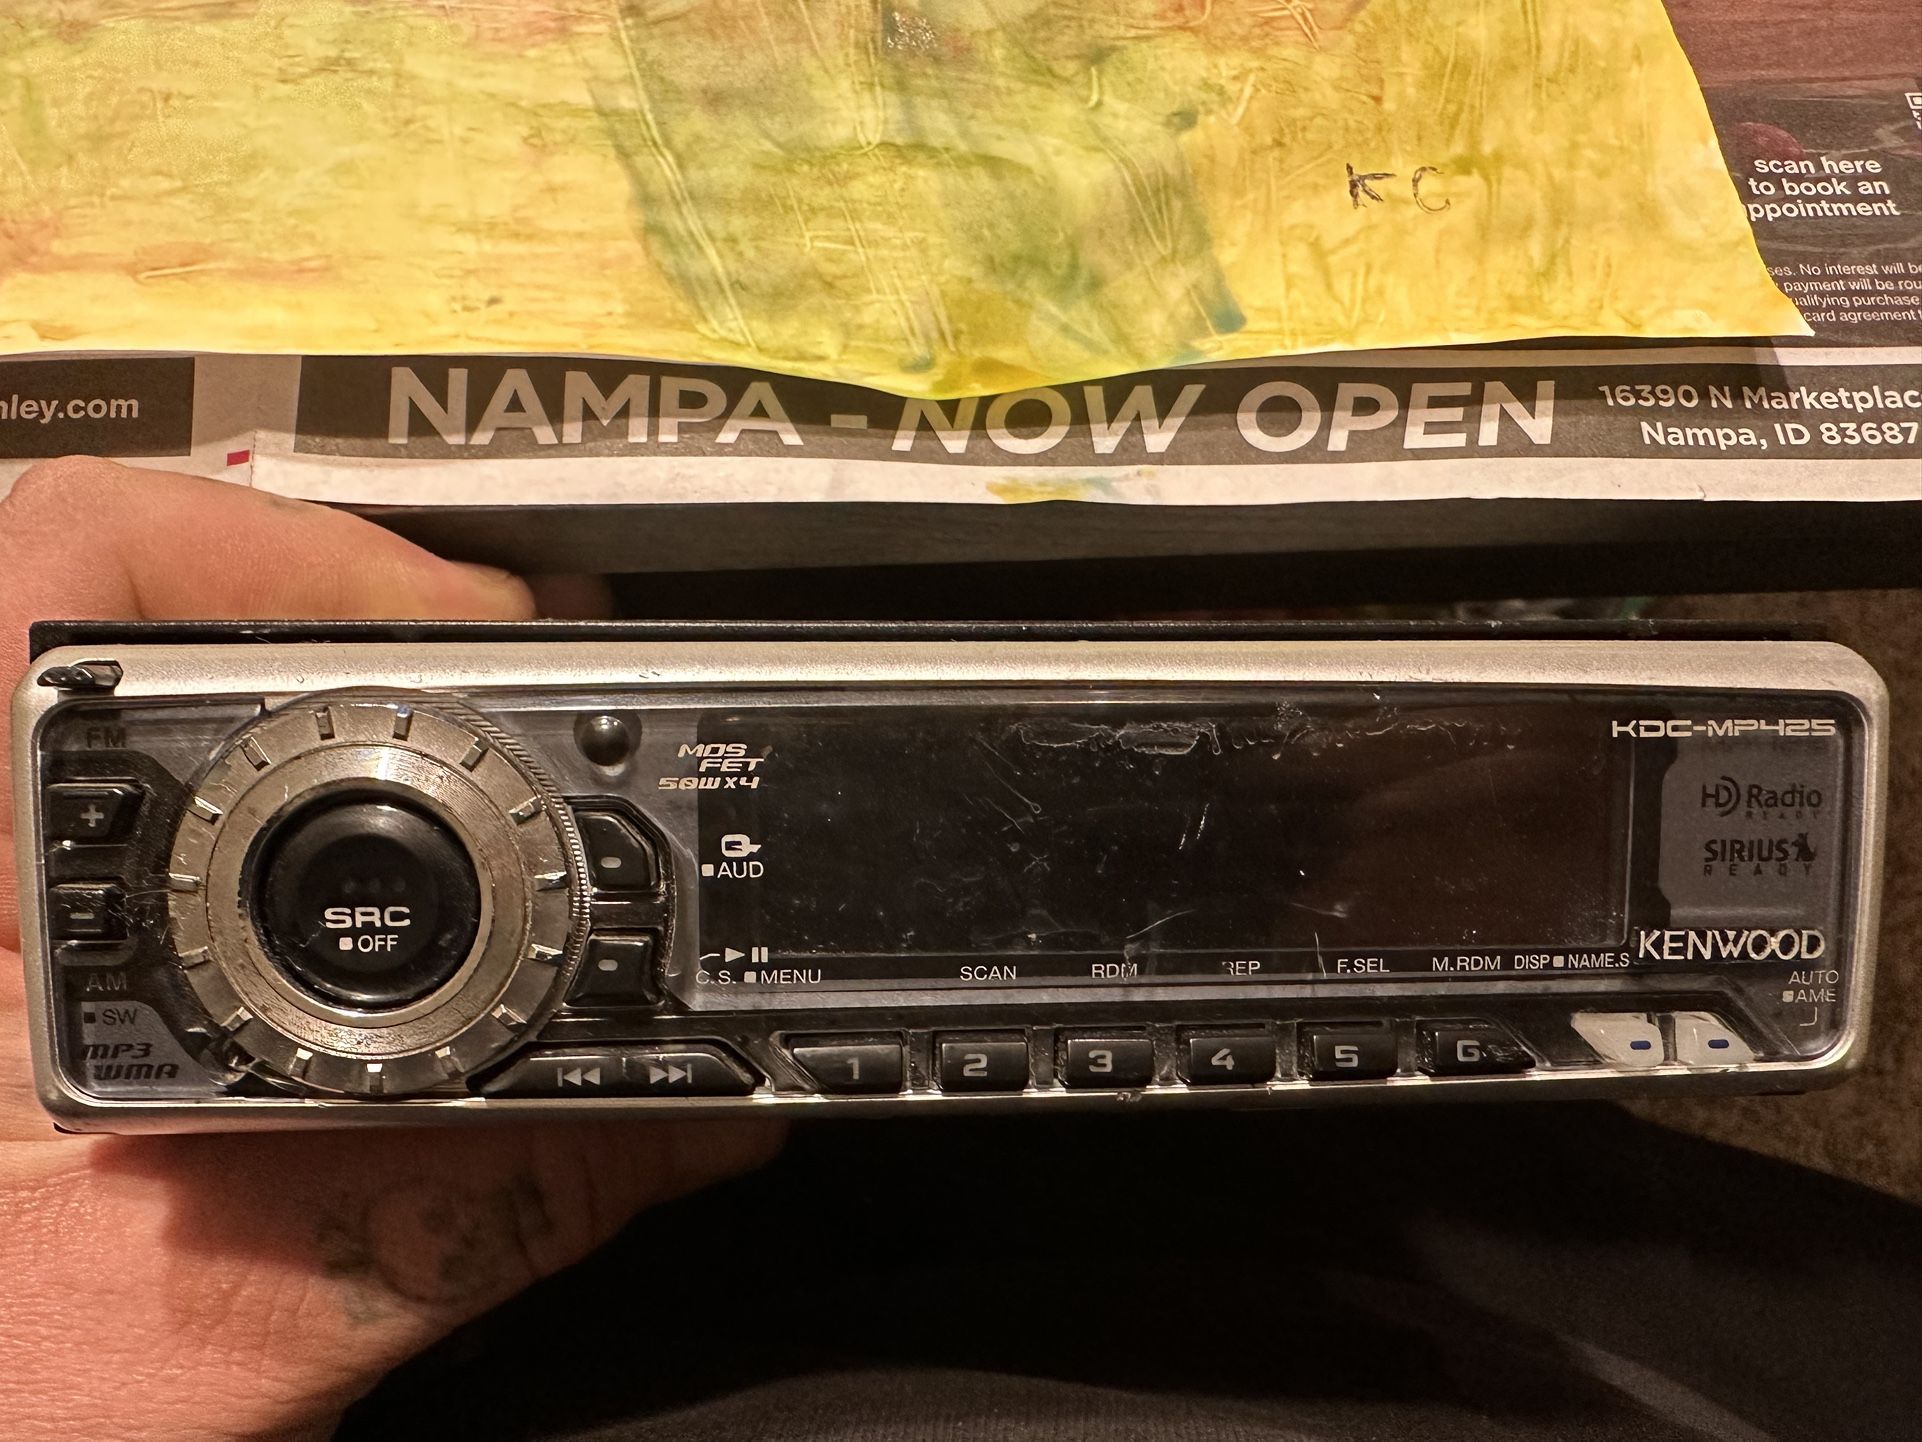 KC
scan here
to book an
ppointment
ses. No interest will be
payment will be rou
ualifying purchase
card agreement
nley.com
NAMPA - NOW OPEN
16390 N Marketplac
Nampa, ID 83687
FM
+
-
AM
■SW
MP3
WMA
SRC
■OFF
MOS
FET
50W X4
Q
■AUD
C.S. ■MENU
SCAN
RDM
REP
F.SEL
M.RDM
DISP■NAME.S
1
2
3
4
5
6
KDC-MP425
HD Radio
READY
SIRIUS
READY
KENWOOD
AUTO
■AME